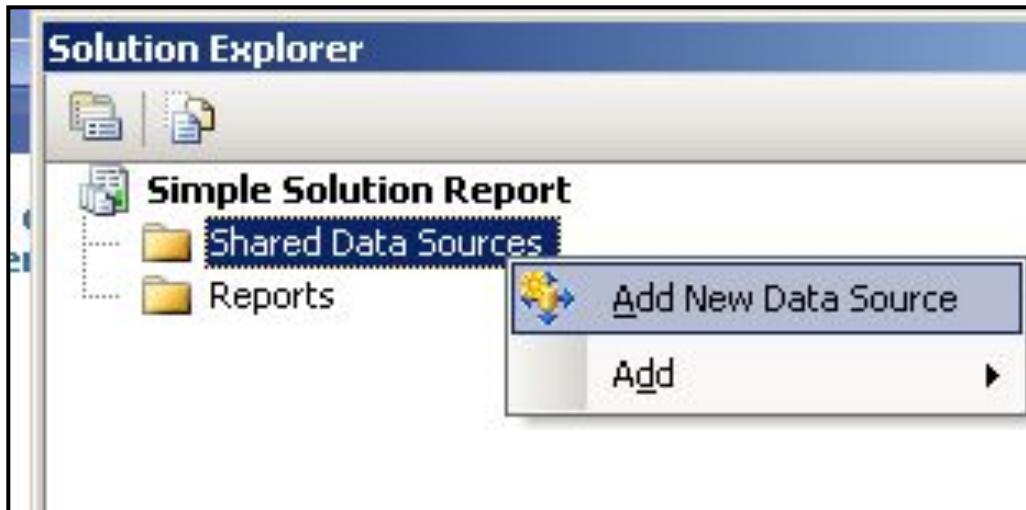 Solution Explorer
Simple Solution Report
Shared Data Sources
Reports
Add New Data Source
Add